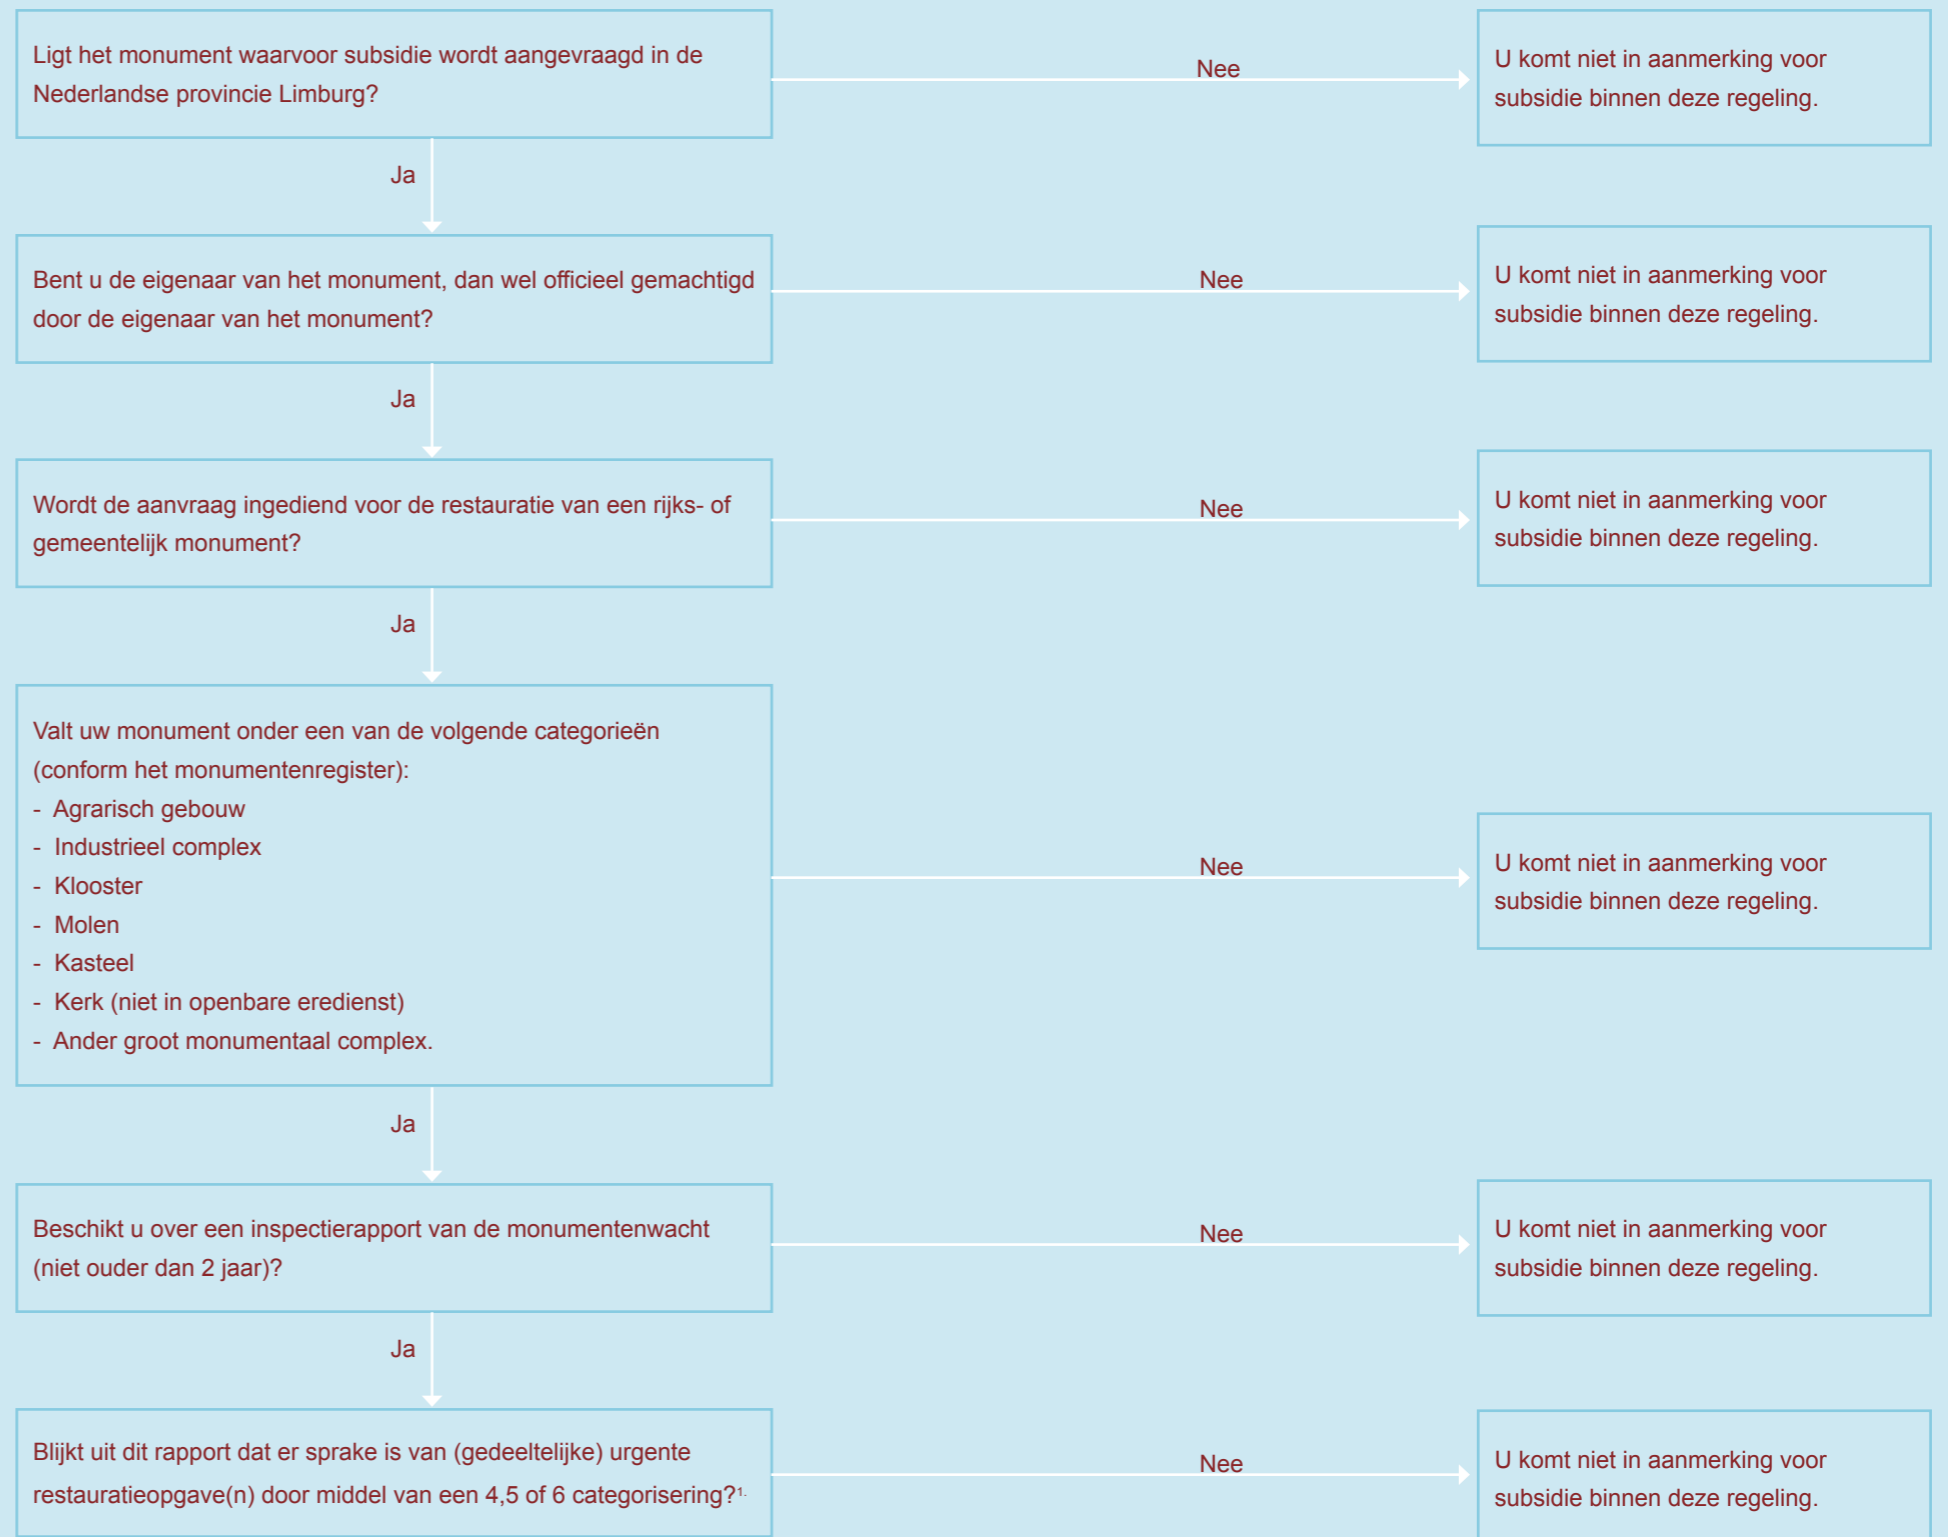 Ligt het monument waarvoor subsidie wordt aangevraagd in de
Nederlandse provincie Limburg?
Nee
U komt niet in aanmerking voor
subsidie binnen deze regeling.
Ja
Bent u de eigenaar van het monument, dan wel officieel gemachtigd
door de eigenaar van het monument?
Nee
U komt niet in aanmerking voor
subsidie binnen deze regeling.
Ja
Wordt de aanvraag ingediend voor de restauratie van een rijks- of
gemeentelijk monument?
Nee
U komt niet in aanmerking voor
subsidie binnen deze regeling.
Ja
Valt uw monument onder een van de volgende categorieën
(conform het monumentenregister):
- Agrarisch gebouw
- Industrieel complex
- Klooster
- Molen
- Kasteel
- Kerk (niet in openbare eredienst)
- Ander groot monumentaal complex.
Nee
U komt niet in aanmerking voor
subsidie binnen deze regeling.
Ja
Beschikt u over een inspectierapport van de monumentenwacht
(niet ouder dan 2 jaar)?
Nee
U komt niet in aanmerking voor
subsidie binnen deze regeling.
Ja
Blijkt uit dit rapport dat er sprake is van (gedeeltelijke) urgente
restauratieopgave(n) door middel van een 4,5 of 6 categorisering?¹·
Nee
U komt niet in aanmerking voor
subsidie binnen deze regeling.